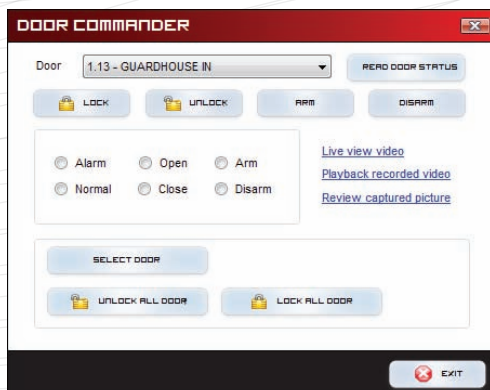 DOOR COMMANDER
Door 1.13 - GUARDHOUSE IN READ DOOR STATUS
LOCK UNLOCK ARM DISARM
Alarm Open Arm
Normal Close Disarm
Live view video
Playback recorded video
Review captured picture
SELECT DOOR
UNLOCK ALL DOOR LOCK ALL DOOR
EXIT